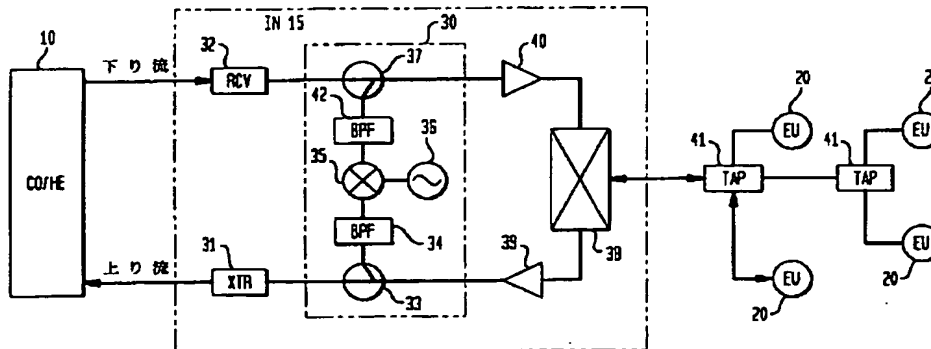 IN 15
30
10
32
37
40
下り流
RCV
42
20
20
BPF
36
EU
EU
35
41
41
CO/HE
TAP
TAP
BPF
34
31
39
38
上り流
XTR
EU
EU
33
20
20